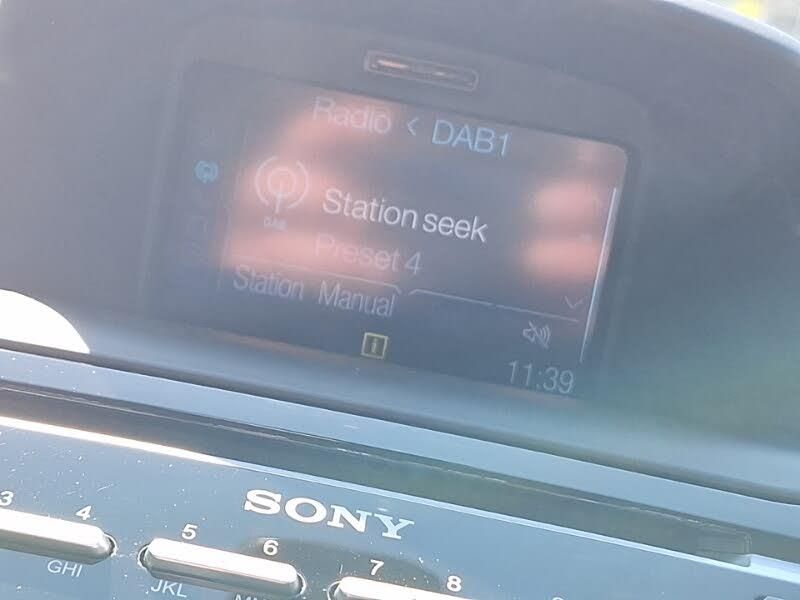 Radio < DAB1
DAB
Station seek
Preset 4
Station Manual
i
11:39
SONY
3 4 5 6 7 8
GHI JKL